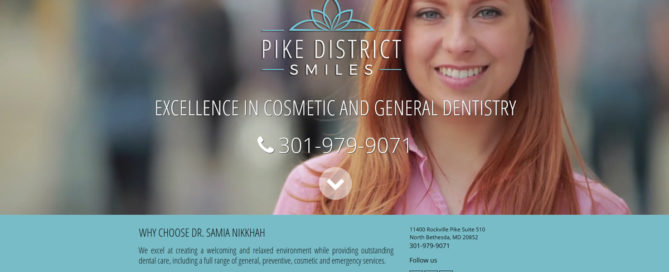 PIKE DISTRICT
SMILES
EXCELLENCE IN COSMETIC AND GENERAL DENTISTRY
301-979-9071
WHY CHOOSE DR. SAMIA NIKKHAH
We excel at creating a welcoming and relaxed environment while providing outstanding
dental care, including a full range of general, preventive, cosmetic and emergency services.
11400 Rockville Pike Suite 510
North Bethesda, MD 20852
301-979-9071
Follow us